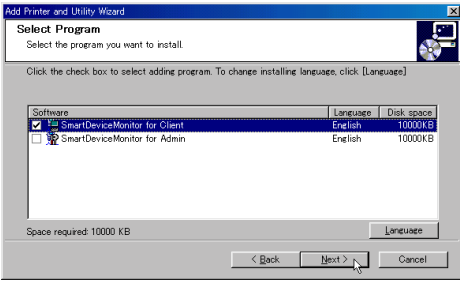 Add Printer and Utility Wizard
Select Program
Select the program you want to install.
Click the check box to select adding program. To change installing language, click [Language]
Software Language Disk space
SmartDeviceMonitor for Client English 10000KB
SmartDeviceMonitor for Admin English 10000KB
Space required: 10000 KB
Language
< Back Next > Cancel